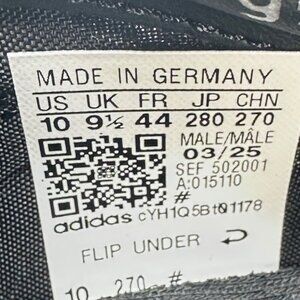 MADE IN GERMANY
US UK FR JP CHN
10 9½ 44 280 270
MALE/MÂLE
03/25
SEF 502001
A:015110
#
adidas cYH1Q5Bt01178
FLIP UNDER
10 270 #